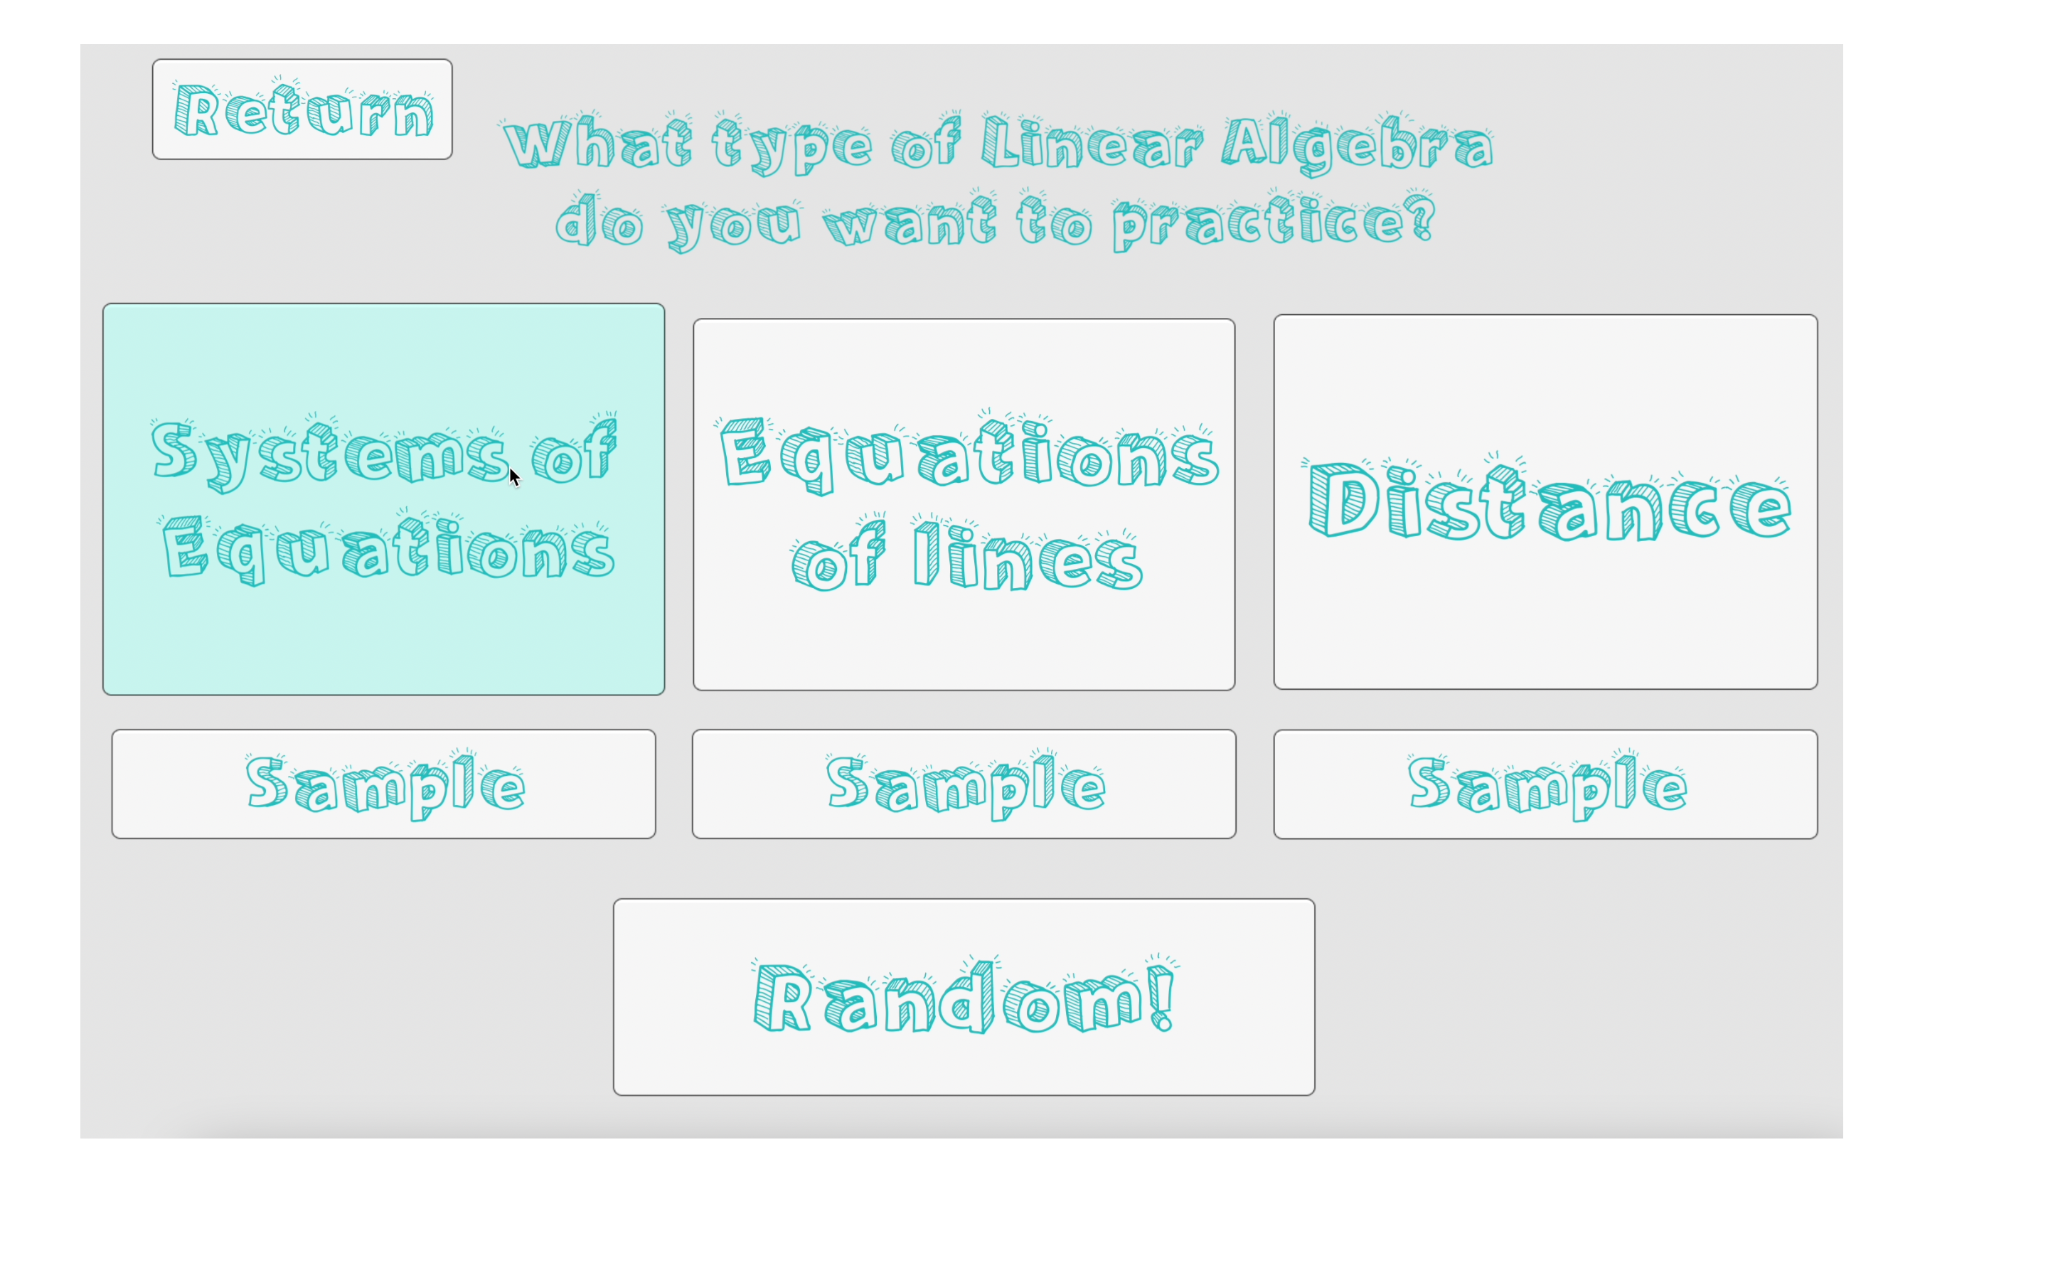 Return
What type of Linear Algebra
do you want to practice?
Systems of
Equations
Equations
of lines
Distance
Sample
Sample
Sample
Random!